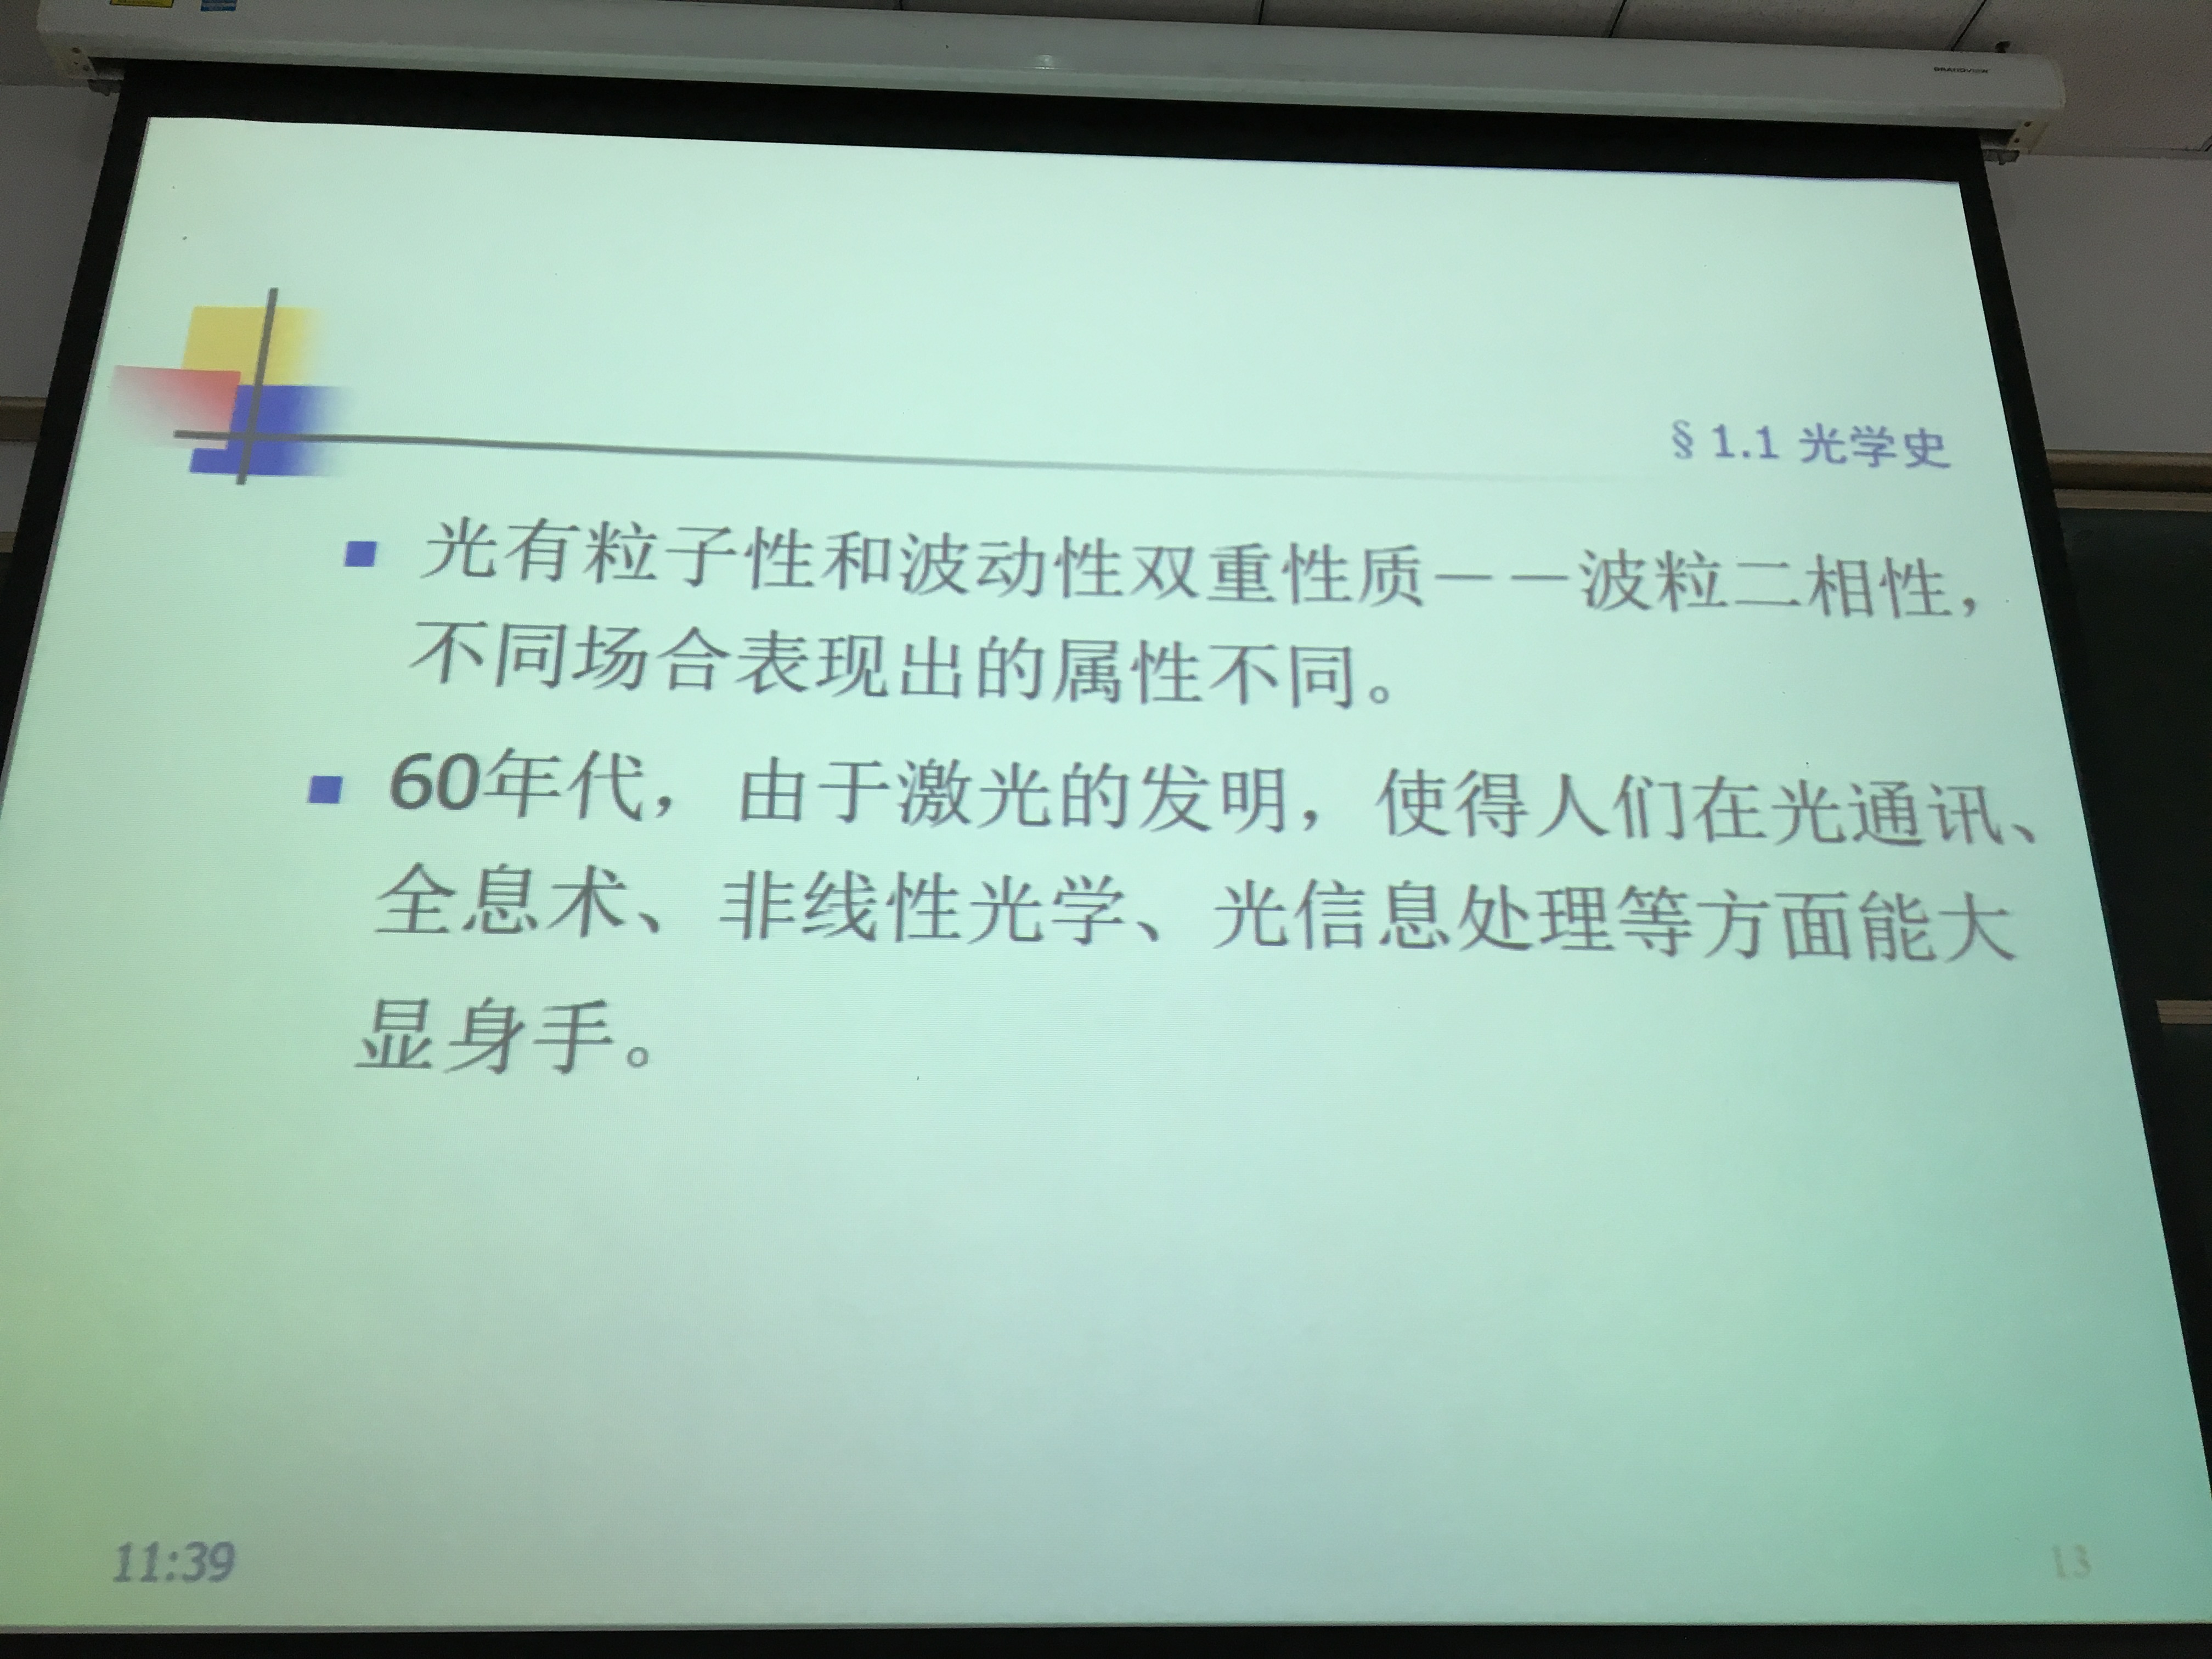 BRANDVIEW
§ 1.1 光学史
光有粒子性和波动性双重性质——波粒二相性，
不同场合表现出的属性不同。
60年代，由于激光的发明，使得人们在光通讯、
全息术、非线性光学、光信息处理等方面能大
显身手。
11:39
13